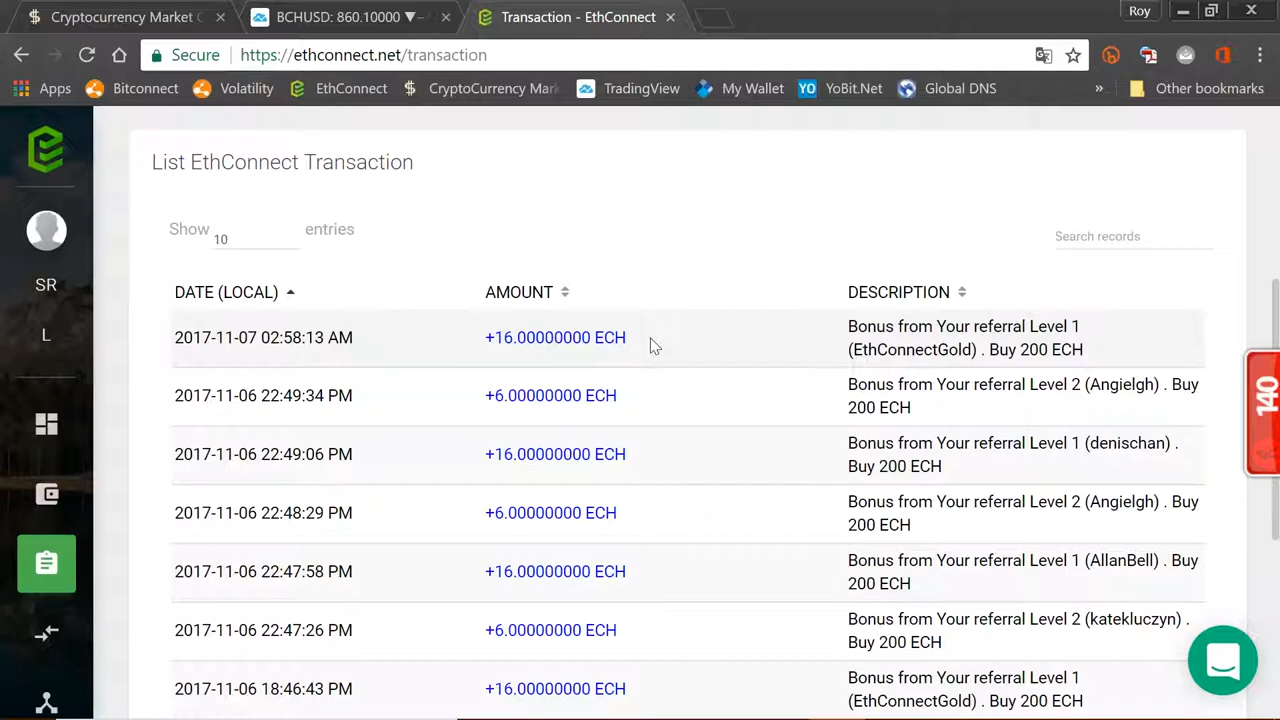 Cryptocurrency Market C
BCHUSD: 860.10000 ▼−
Transaction - EthConnect
Roy
Secure
https://ethconnect.net/transaction
Apps
Bitconnect
Volatility
EthConnect
CryptoCurrency Mark
TradingView
My Wallet
YO YoBit.Net
Global DNS
»
Other bookmarks
List EthConnect Transaction
Show 10 entries
Search records
SR
L
DATE (LOCAL) AMOUNT DESCRIPTION
2017-11-07 02:58:13 AM +16.00000000 ECH Bonus from Your referral Level 1
(EthConnectGold) . Buy 200 ECH
2017-11-06 22:49:34 PM +6.00000000 ECH Bonus from Your referral Level 2 (Angielgh) . Buy
200 ECH
2017-11-06 22:49:06 PM +16.00000000 ECH Bonus from Your referral Level 1 (denischan) .
Buy 200 ECH
2017-11-06 22:48:29 PM +6.00000000 ECH Bonus from Your referral Level 2 (Angielgh) . Buy
200 ECH
2017-11-06 22:47:58 PM +16.00000000 ECH Bonus from Your referral Level 1 (AllanBell) . Buy
200 ECH
2017-11-06 22:47:26 PM +6.00000000 ECH Bonus from Your referral Level 2 (katekluczyn) .
Buy 200 ECH
2017-11-06 18:46:43 PM +16.00000000 ECH Bonus from Your referral Level 1
(EthConnectGold) . Buy 200 ECH
140